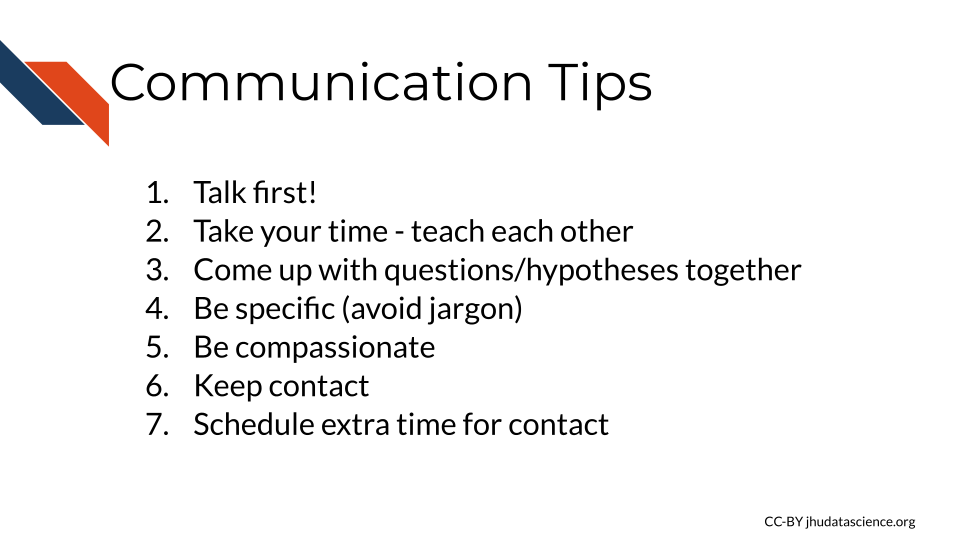 Communication Tips
1. Talk first!
2. Take your time - teach each other
3. Come up with questions/hypotheses together
4. Be specific (avoid jargon)
5. Be compassionate
6. Keep contact
7. Schedule extra time for contact
CC-BY jhudatascience.org